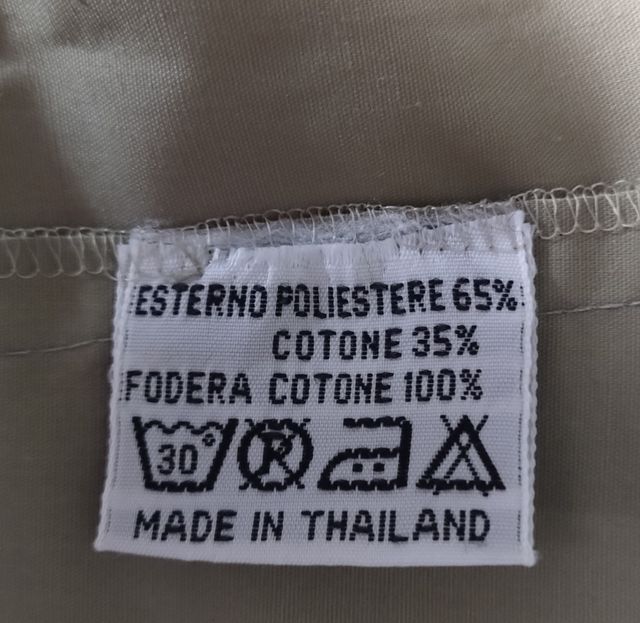 ESTERNO POLIESTERE 65%
COTONE 35%
FODERA COTONE 100%
30° P
MADE IN THAILAND